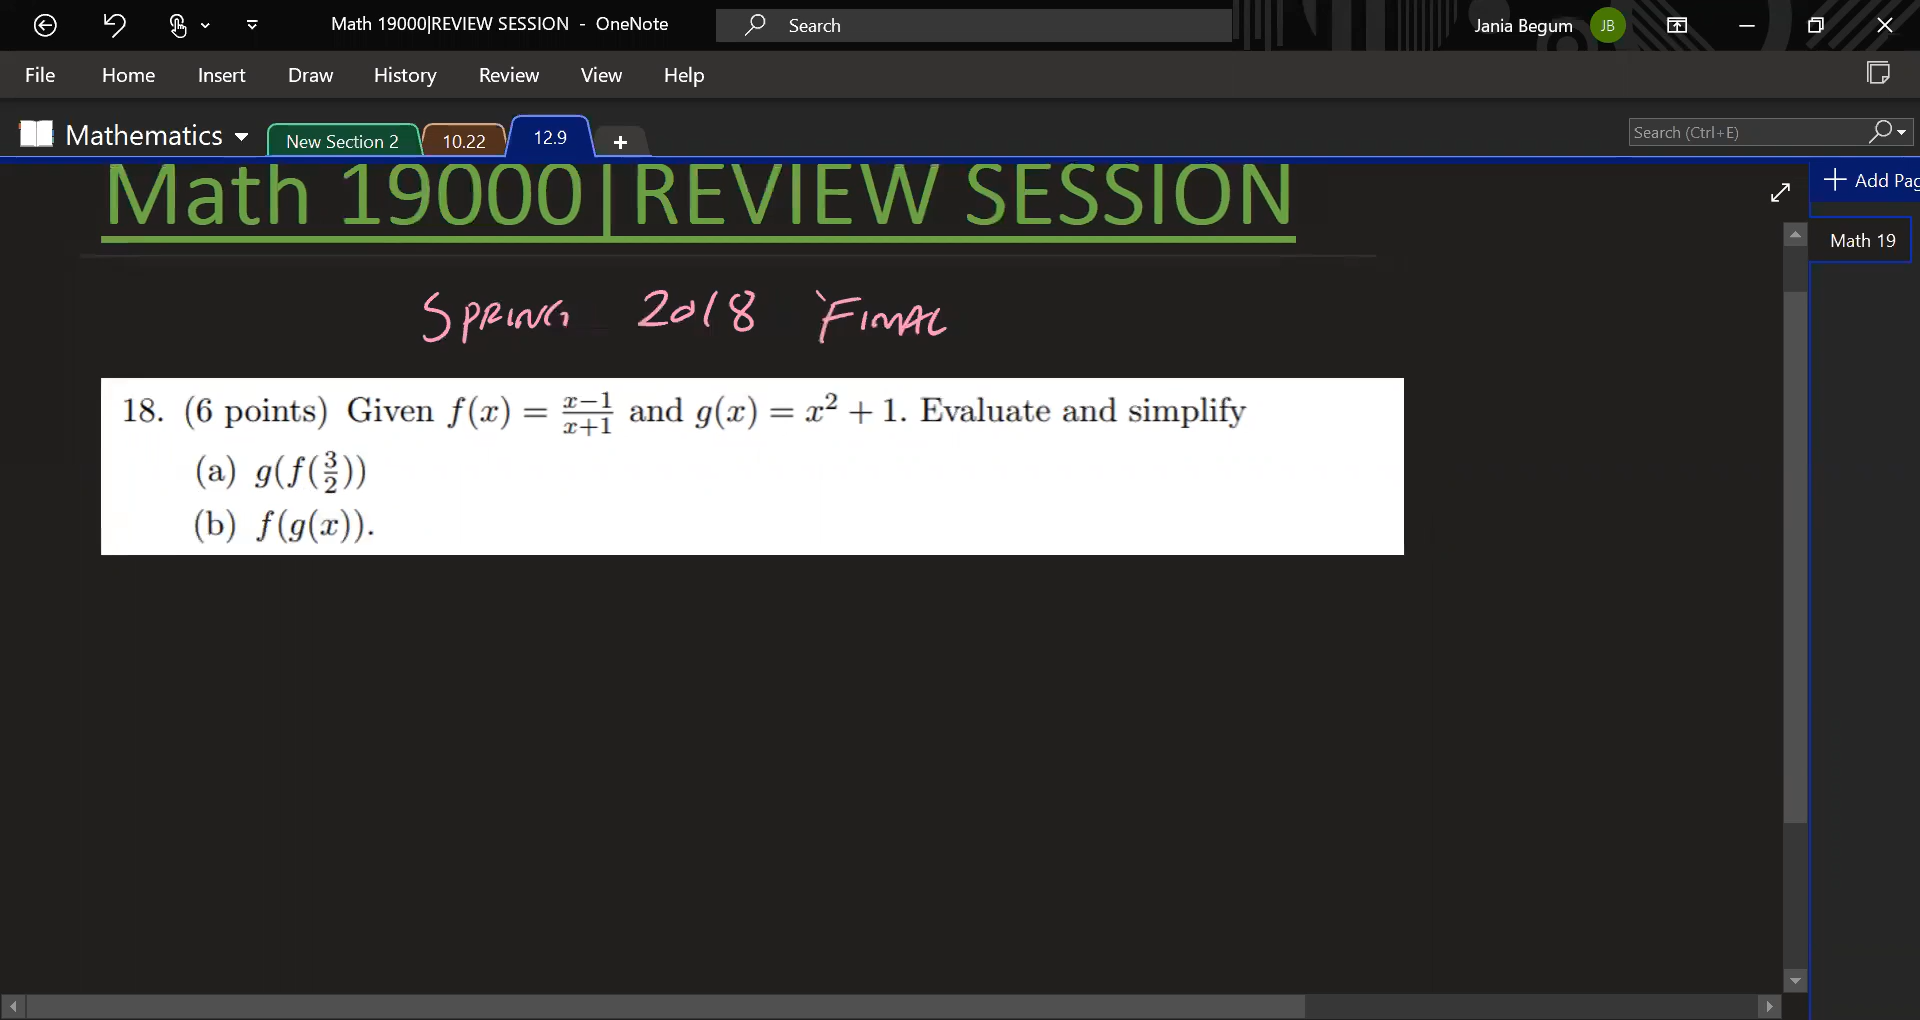 Math 19000|REVIEW SESSION - OneNote
Search
Jania Begum
JB
File Home Insert Draw History Review View Help
Mathematics
New Section 2
10.22
12.9
+
Search (Ctrl+E)
Math 19000|REVIEW SESSION
Add Pag
Math 19
SPRING 2018 FINAL
18. (6 points) Given f(x) = \frac{x-1}{x+1} and g(x) = x² + 1. Evaluate and simplify
(a) g(f(\frac{3}{2}))
(b) f(g(x)).